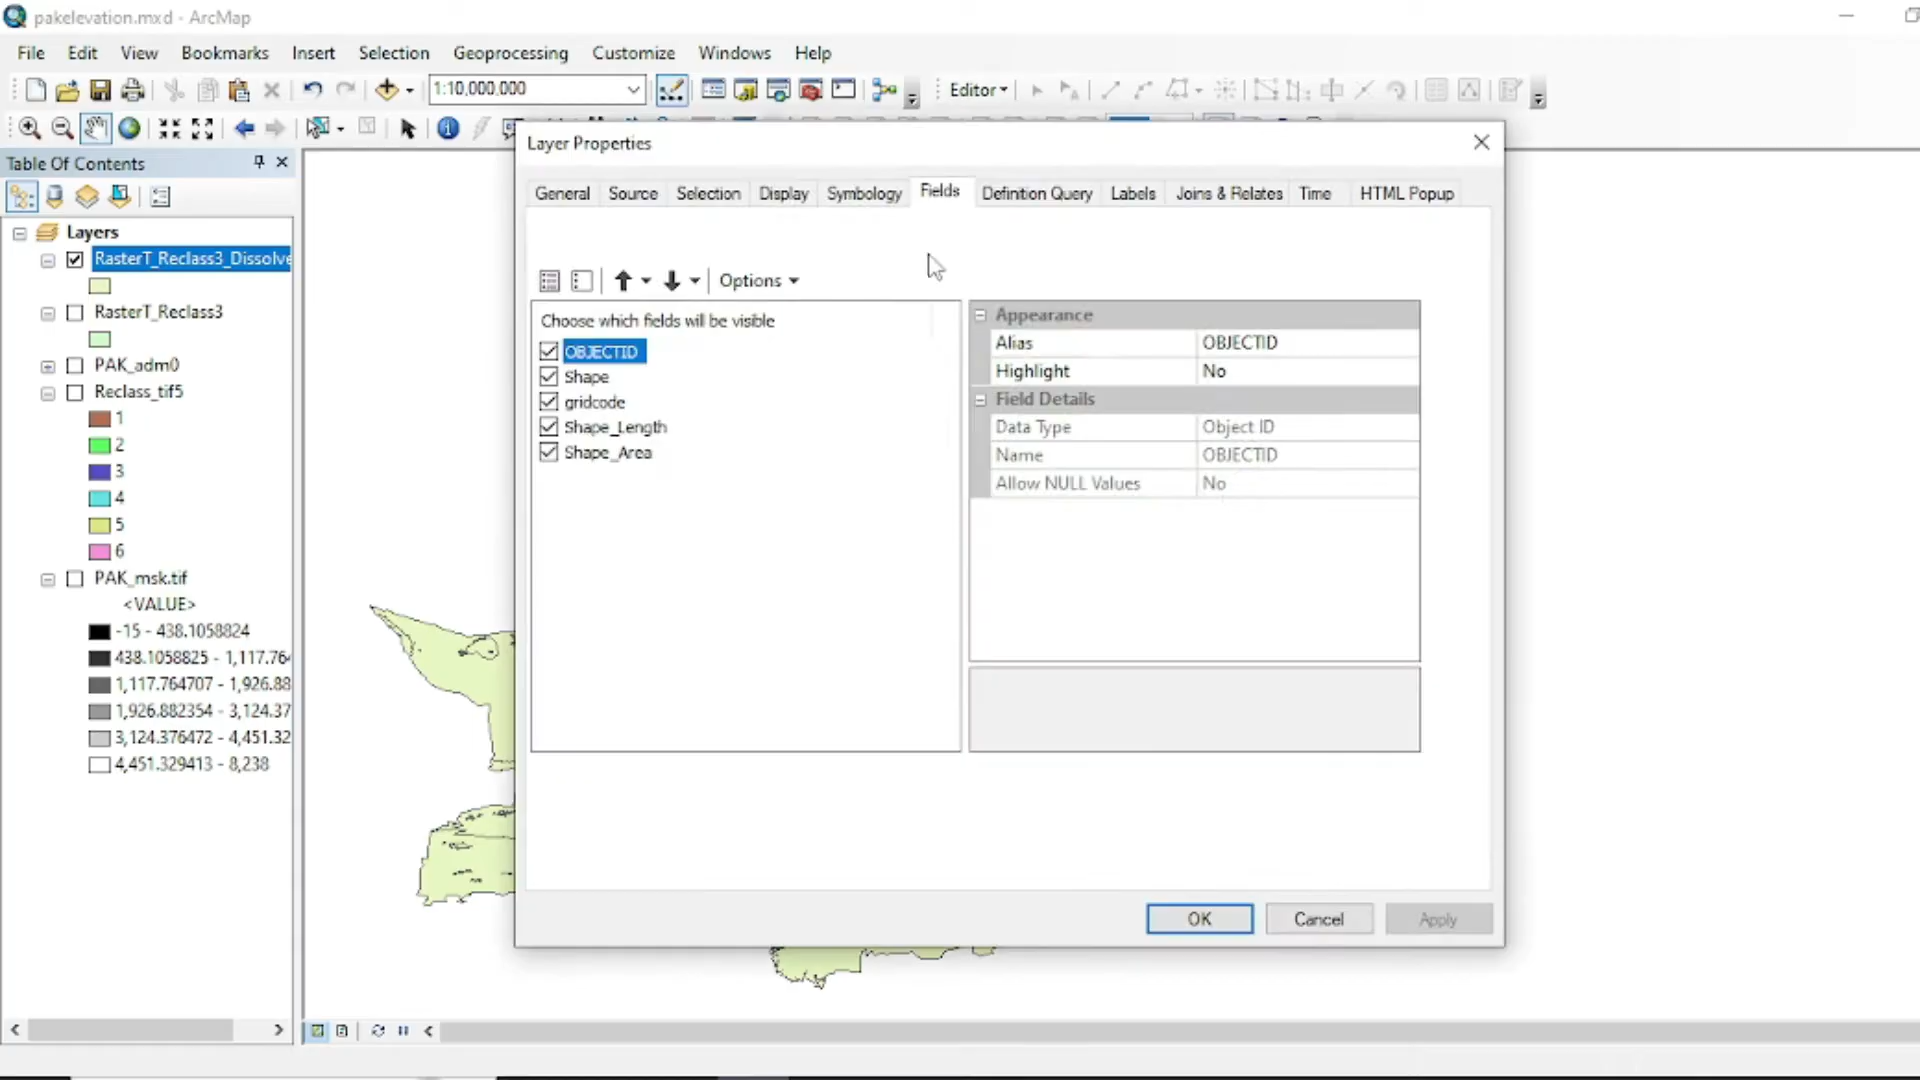 pakelevation.mxd - ArcMap
File Edit View Bookmarks Insert Selection Geoprocessing Customize Windows Help
1:10,000,000
Editor
Table Of Contents
Layers
RasterT_Reclass3_Dissolve
RasterT_Reclass3
PAK_adm0
Reclass_tif5
1
2
3
4
5
6
PAK_msk.tif
<VALUE>
-15 - 438.1058824
438.1058825 - 1,117.764
1,117.764707 - 1,926.88
1,926.882354 - 3,124.37
3,124.376472 - 4,451.32
4,451.329413 - 8,238
Layer Properties
General Source Selection Display Symbology Fields Definition Query Labels Joins & Relates Time HTML Popup
Options
Choose which fields will be visible
OBJECTID
Shape
gridcode
Shape_Length
Shape_Area
Appearance
Alias OBJECTID
Highlight No
Field Details
Data Type Object ID
Name OBJECTID
Allow NULL Values No
OK Cancel Apply